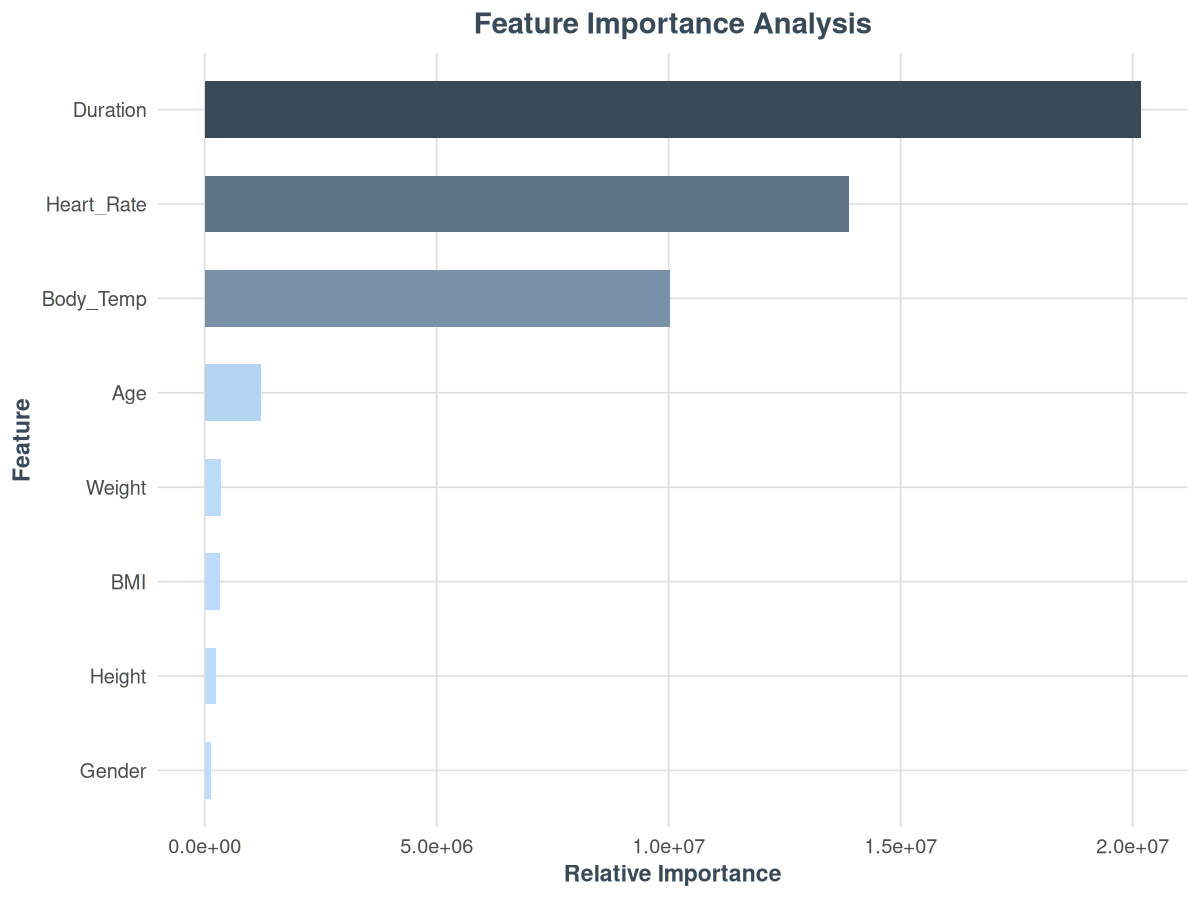 Feature Importance Analysis
Feature
Duration
Heart_Rate
Body_Temp
Age
Weight
BMI
Height
Gender
0.0e+00 5.0e+06 1.0e+07 1.5e+07 2.0e+07
Relative Importance